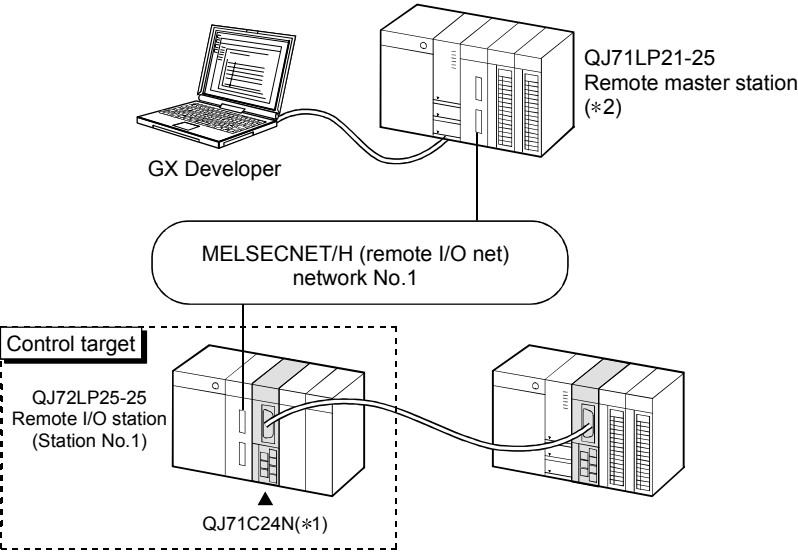 QJ71LP21-25
Remote master station
(*2)
GX Developer
MELSECNET/H (remote I/O net)
network No.1
Control target
QJ72LP25-25
Remote I/O station
(Station No.1)
QJ71C24N(*1)